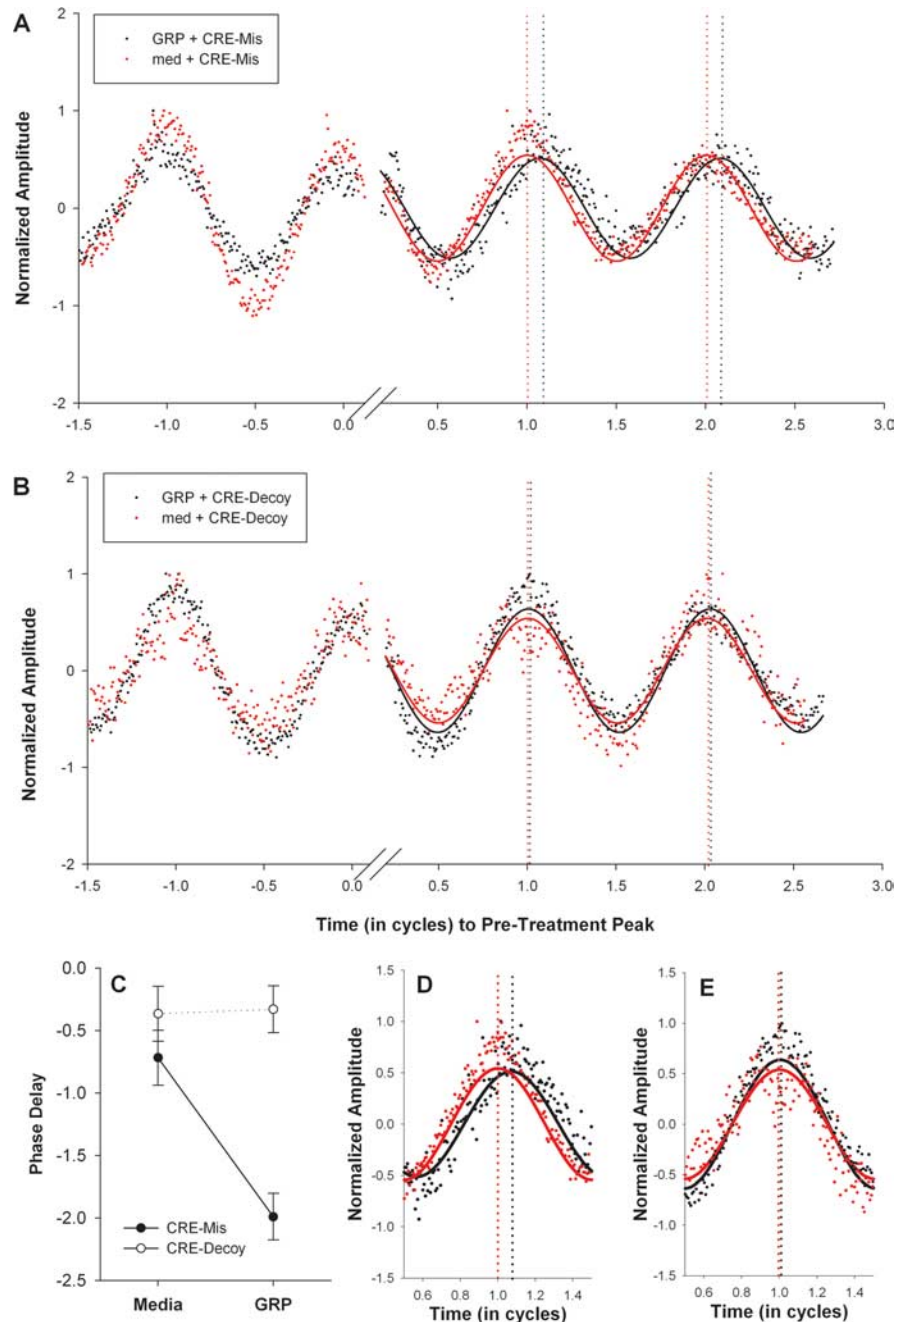 A
GRP + CRE-Mis
med + CRE-Mis
Normalized Amplitude
2
1
0
-1
-2
-1.5 -1.0 -0.5 0.0 0.5 1.0 1.5 2.0 2.5 3.0
B
GRP + CRE-Decoy
med + CRE-Decoy
Normalized Amplitude
2
1
0
-1
-2
-1.5 -1.0 -0.5 0.0 0.5 1.0 1.5 2.0 2.5 3.0
Time (in cycles) to Pre-Treatment Peak
C
Phase Delay
0.0
-0.5
-1.0
-1.5
-2.0
-2.5
CRE-Mis
CRE-Decoy
Media GRP
D
Normalized Amplitude
1.5
1.0
0.5
0.0
-0.5
-1.0
-1.5
0.6 0.8 1.0 1.2 1.4
Time (in cycles)
E
Normalized Amplitude
1.5
1.0
0.5
0.0
-0.5
-1.0
-1.5
0.5 0.6 0.8 1.0 1.2 1.4
Time (in cycles)